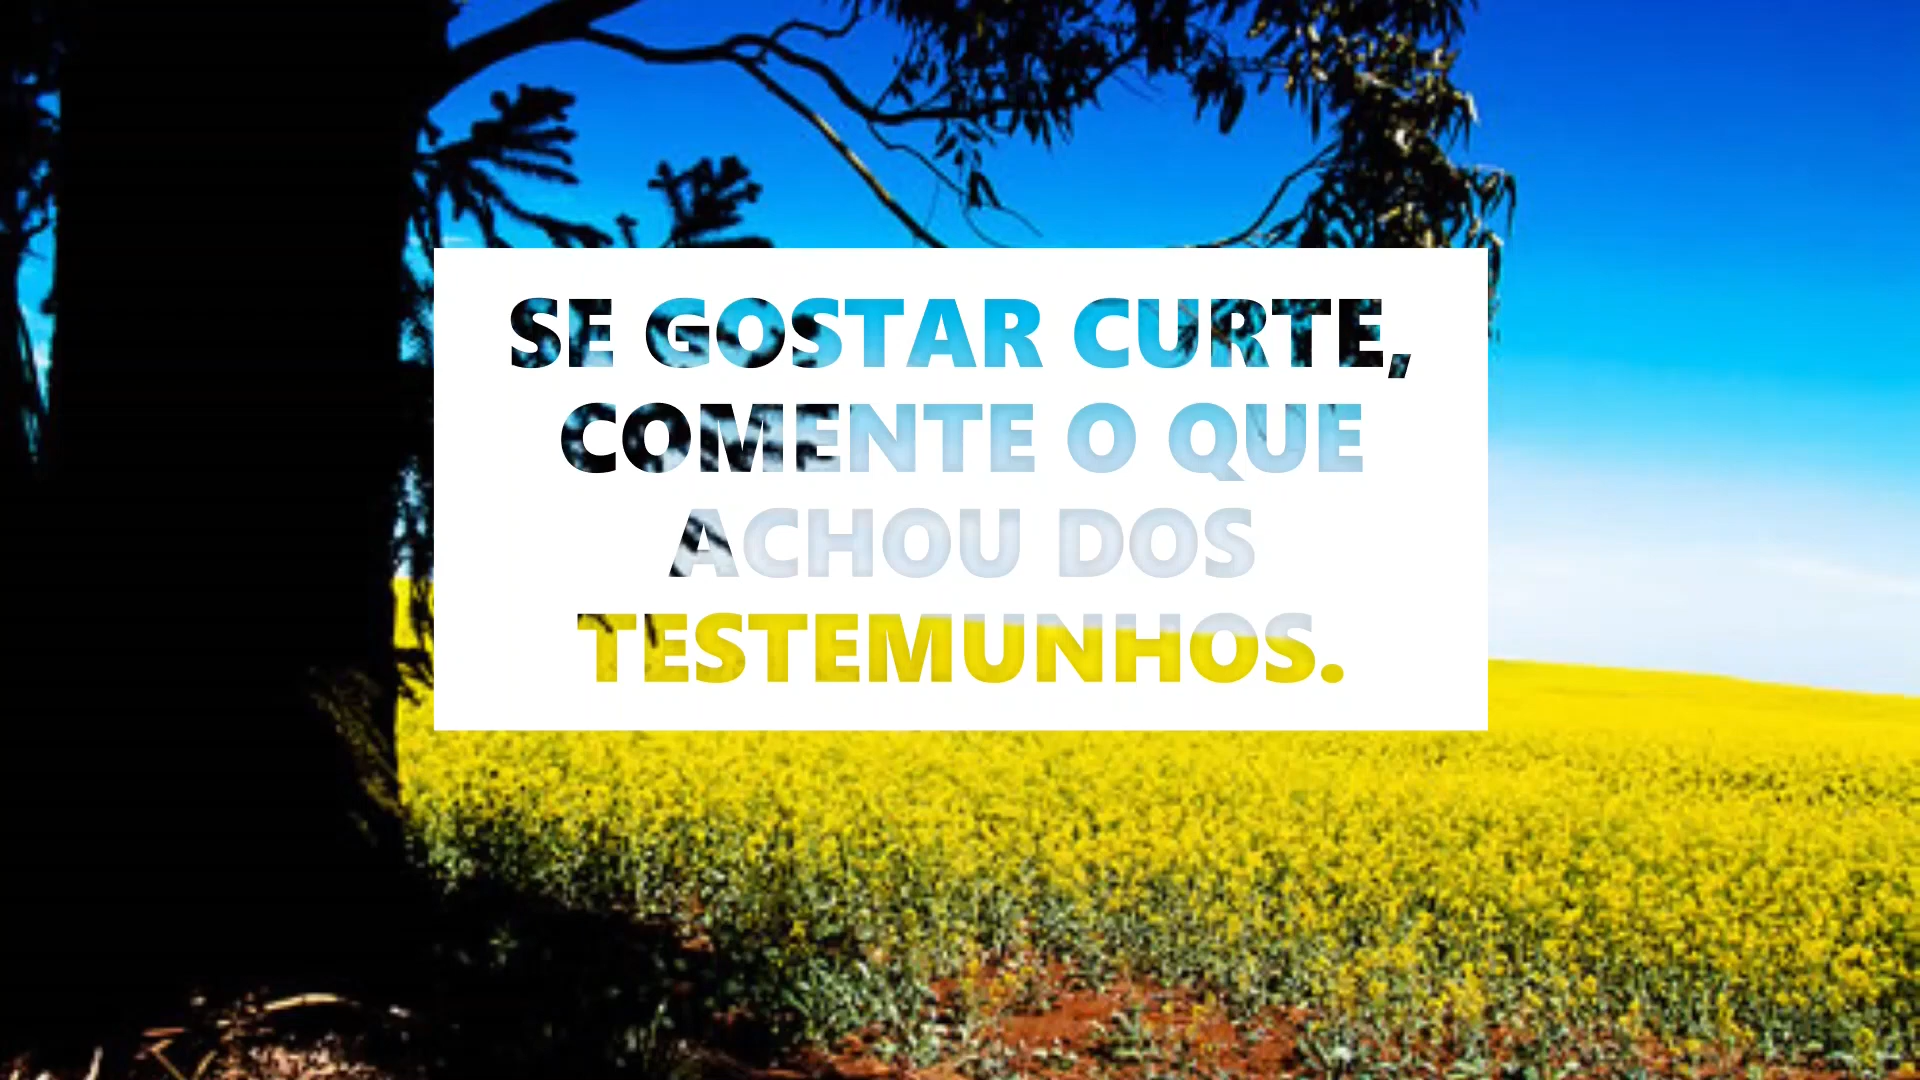 SE GOSTAR CURTE,
COMENTE O QUE
ACHOU DOS
TESTEMUNHOS.